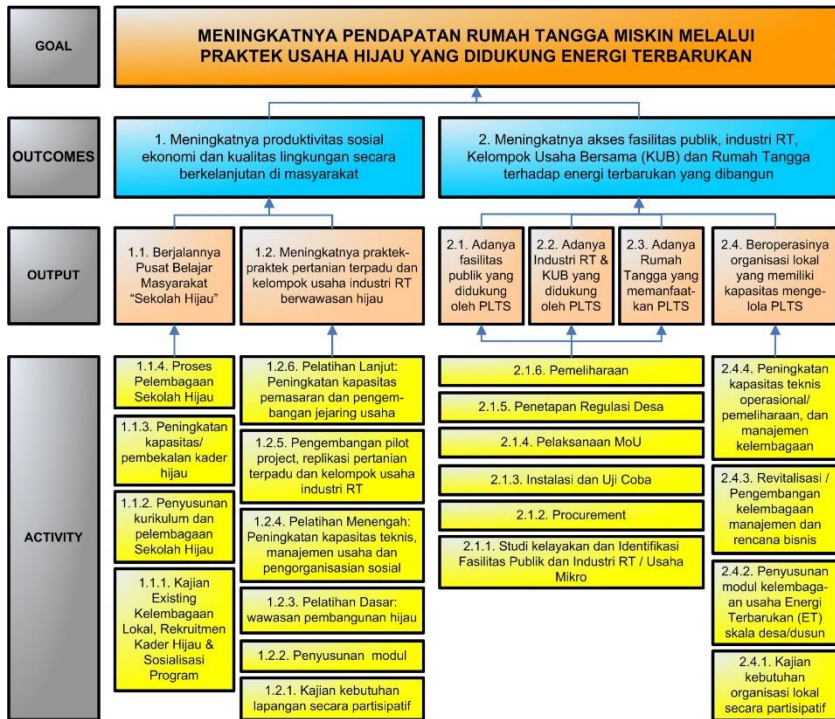 GOAL
MENINGKATNYA PENDAPATAN RUMAH TANGGA MISKIN MELALUI
PRAKTEK USAHA HIJAU YANG DIDUKUNG ENERGI TERBARUKAN
OUTCOMES
1. Meningkatnya produktivitas sosial
ekonomi dan kualitas lingkungan secara
berkelanjutan di masyarakat
2. Meningkatnya akses fasilitas publik, industri RT,
Kelompok Usaha Bersama (KUB) dan Rumah Tangga
terhadap energi terbarukan yang dibangun
OUTPUT
1.1. Berjalannya
Pusat Belajar
Masyarakat
"Sekolah Hijau"
1.2. Meningkatnya praktek-
praktek pertanian terpadu dan
kelompok usaha industri RT
berwawasan hijau
2.1. Adanya
fasilitas
publik yang
didukung
oleh PLTS
2.2. Adanya
Industri RT &
KUB yang
didukung
oleh PLTS
2.3. Adanya
Rumah
Tangga yang
memanfaat-
kan PLTS
2.4. Beroperasinya
organisasi lokal
yang memiliki
kapasitas menge-
lola PLTS
ACTIVITY
1.1.4. Proses
Pelembagaan
Sekolah Hijau
1.1.3. Peningkatan
kapasitas/
pembekalan kader
hijau
1.1.2. Penyusunan
kurikulum dan
pelembagaan
Sekolah Hijau
1.1.1. Kajian
Existing
Kelembagaan
Lokal, Rekruitmen
Kader Hijau &
Sosialisasi
Program
1.2.6. Pelatihan Lanjut:
Peningkatan kapasitas
pemasaran dan pengem-
bangan jejaring usaha
1.2.5. Pengembangan pilot
project, replikasi pertanian
terpadu dan kelompok usaha
industri RT
1.2.4. Pelatihan Menengah:
Peningkatan kapasitas teknis,
manajemen usaha dan
pengorganisasian sosial
1.2.3. Pelatihan Dasar:
wawasan pembangunan hijau
1.2.2. Penyusunan modul
1.2.1. Kajian kebutuhan
lapangan secara partisipatif
2.1.6. Pemeliharaan
2.1.5. Penetapan Regulasi Desa
2.1.4. Pelaksanaan MoU
2.1.3. Instalasi dan Uji Coba
2.1.2. Procurement
2.1.1. Studi kelayakan dan Identifikasi
Fasilitas Publik dan Industri RT / Usaha
Mikro
2.4.4. Peningkatan
kapasitas teknis
operasional/
pemeliharaan, dan
manajemen
kelembagaan
2.4.3. Revitalisasi /
Pengembangan
kelembagaan
manajemen dan
rencana bisnis
2.4.2. Penyusunan
modul kelembaga-
an usaha Energi
Terbarukan (ET)
skala desa/dusun
2.4.1. Kajian
kebutuhan
organisasi lokal
secara partisipatif